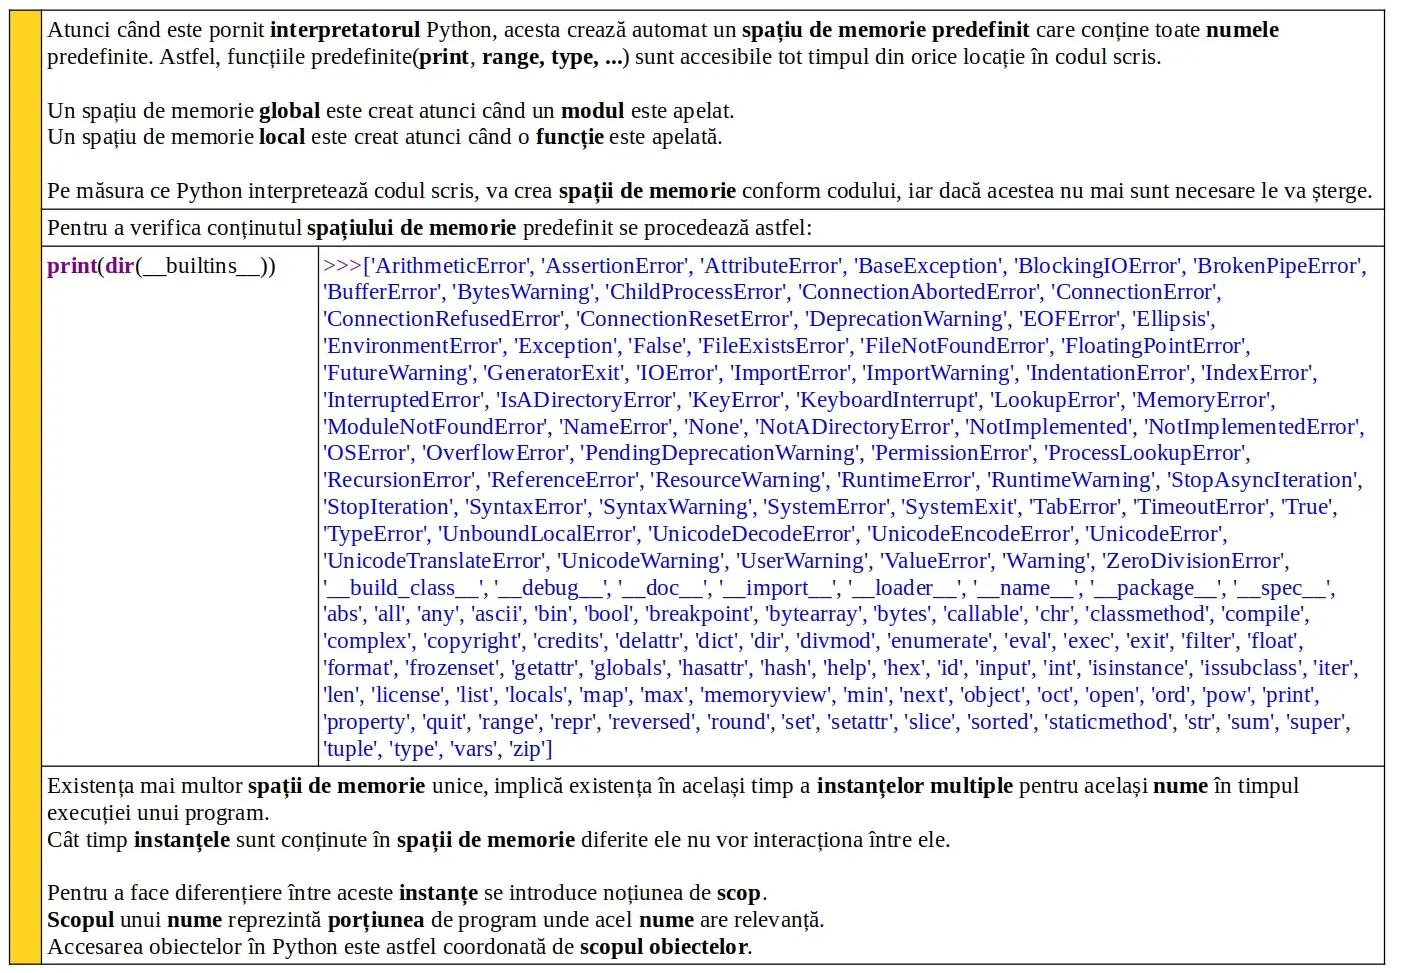 Atunci când este pornit interpretatorul Python, acesta crează automat un spațiu de memorie predefinit care conține toate numele
predefinite. Astfel, funcțiile predefinite(print, range, type, ...) sunt accesibile tot timpul din orice locație în codul scris.
Un spațiu de memorie global este creat atunci când un modul este apelat.
Un spațiu de memorie local este creat atunci când o funcție este apelată.
Pe măsura ce Python interpretează codul scris, va crea spații de memorie conform codului, iar dacă acestea nu mai sunt necesare le va șterge.
Pentru a verifica conținutul spațiului de memorie predefinit se procedează astfel:
print(dir(__builtins__))
>>>['ArithmeticError', 'AssertionError', 'AttributeError', 'BaseException', 'BlockingIOError', 'BrokenPipeError',
'BufferError', 'BytesWarning', 'ChildProcessError', 'ConnectionAbortedError', 'ConnectionError',
'ConnectionRefusedError', 'ConnectionResetError', 'DeprecationWarning', 'EOFError', 'Ellipsis',
'EnvironmentError', 'Exception', 'False', 'FileExistsError', 'FileNotFoundError', 'FloatingPointError',
'FutureWarning', 'GeneratorExit', 'IOError', 'ImportError', 'ImportWarning', 'IndentationError', 'IndexError',
'InterruptedError', 'IsADirectoryError', 'KeyError', 'KeyboardInterrupt', 'LookupError', 'MemoryError',
'ModuleNotFoundError', 'NameError', 'None', 'NotADirectoryError', 'NotImplemented', 'NotImplementedError',
'OSError', 'OverflowError', 'PendingDeprecationWarning', 'PermissionError', 'ProcessLookupError',
'RecursionError', 'ReferenceError', 'ResourceWarning', 'RuntimeError', 'RuntimeWarning', 'StopAsyncIteration',
'StopIteration', 'SyntaxError', 'SyntaxWarning', 'SystemError', 'SystemExit', 'TabError', 'TimeoutError', 'True',
'TypeError', 'UnboundLocalError', 'UnicodeDecodeError', 'UnicodeEncodeError', 'UnicodeError',
'UnicodeTranslateError', 'UnicodeWarning', 'UserWarning', 'ValueError', 'Warning', 'ZeroDivisionError',
'__build_class__', '__debug__', '__doc__', '__import__', '__loader__', '__name__', '__package__', '__spec__',
'abs', 'all', 'any', 'ascii', 'bin', 'bool', 'breakpoint', 'bytearray', 'bytes', 'callable', 'chr', 'classmethod', 'compile',
'complex', 'copyright', 'credits', 'delattr', 'dict', 'dir', 'divmod', 'enumerate', 'eval', 'exec', 'exit', 'filter', 'float',
'format', 'frozenset', 'getattr', 'globals', 'hasattr', 'hash', 'help', 'hex', 'id', 'input', 'int', 'isinstance', 'issubclass', 'iter',
'len', 'license', 'list', 'locals', 'map', 'max', 'memoryview', 'min', 'next', 'object', 'oct', 'open', 'ord', 'pow', 'print',
'property', 'quit', 'range', 'repr', 'reversed', 'round', 'set', 'setattr', 'slice', 'sorted', 'staticmethod', 'str', 'sum', 'super',
'tuple', 'type', 'vars', 'zip']
Existența mai multor spații de memorie unice, implică existența în același timp a instanțelor multiple pentru același nume în timpul
execuției unui program.
Cât timp instanțele sunt conținute în spații de memorie diferite ele nu vor interacționa între ele.
Pentru a face diferențiere între aceste instanțe se introduce noțiunea de scop.
Scopul unui nume reprezintă porțiunea de program unde acel nume are relevanță.
Accesarea obiectelor în Python este astfel coordonată de scopul obiectelor.